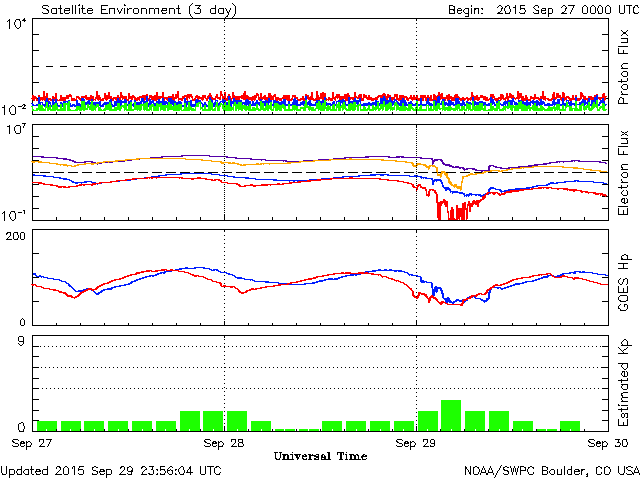 Satellite Environment (3 day) Begin: 2015 Sep 27 0000 UTC
10⁴
10⁻²
Proton Flux
10⁷
10⁻¹
Electron Flux
200
0
GOES Hp
9
0
Estimated Kp
Sep 27 Sep 28 Sep 29 Sep 30
Universal Time
Updated 2015 Sep 29 23:56:04 UTC NOAA/SWPC Boulder, CO USA